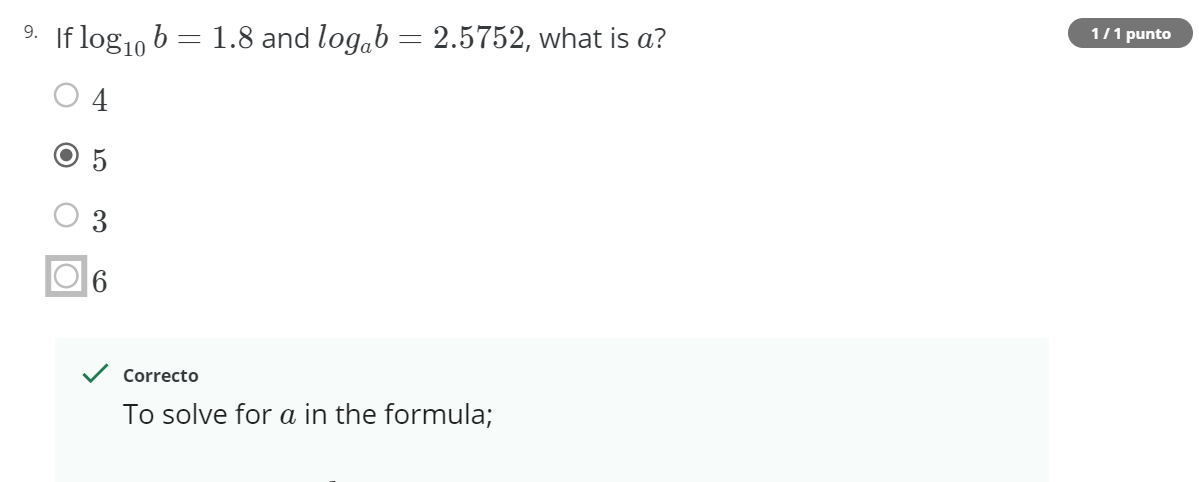 9. If log₁₀ b = 1.8 and logₐb = 2.5752, what is a?
1 / 1 punto
4
5
3
6
Correcto
To solve for a in the formula;